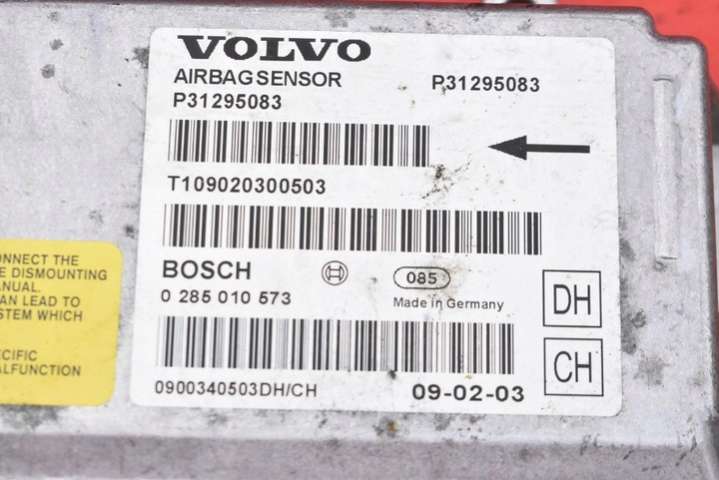 VOLVO
AIRBAGSENSOR P31295083
P31295083
T109020300503
BOSCH 085
0 285 010 573 Made in Germany
DH
CH
0900340503DH/CH 09-02-03
ONNECT THE
E DISMOUNTING
ANUAL.
AN LEAD TO
STEM WHICH
ECIFIC
ALFUNCTION